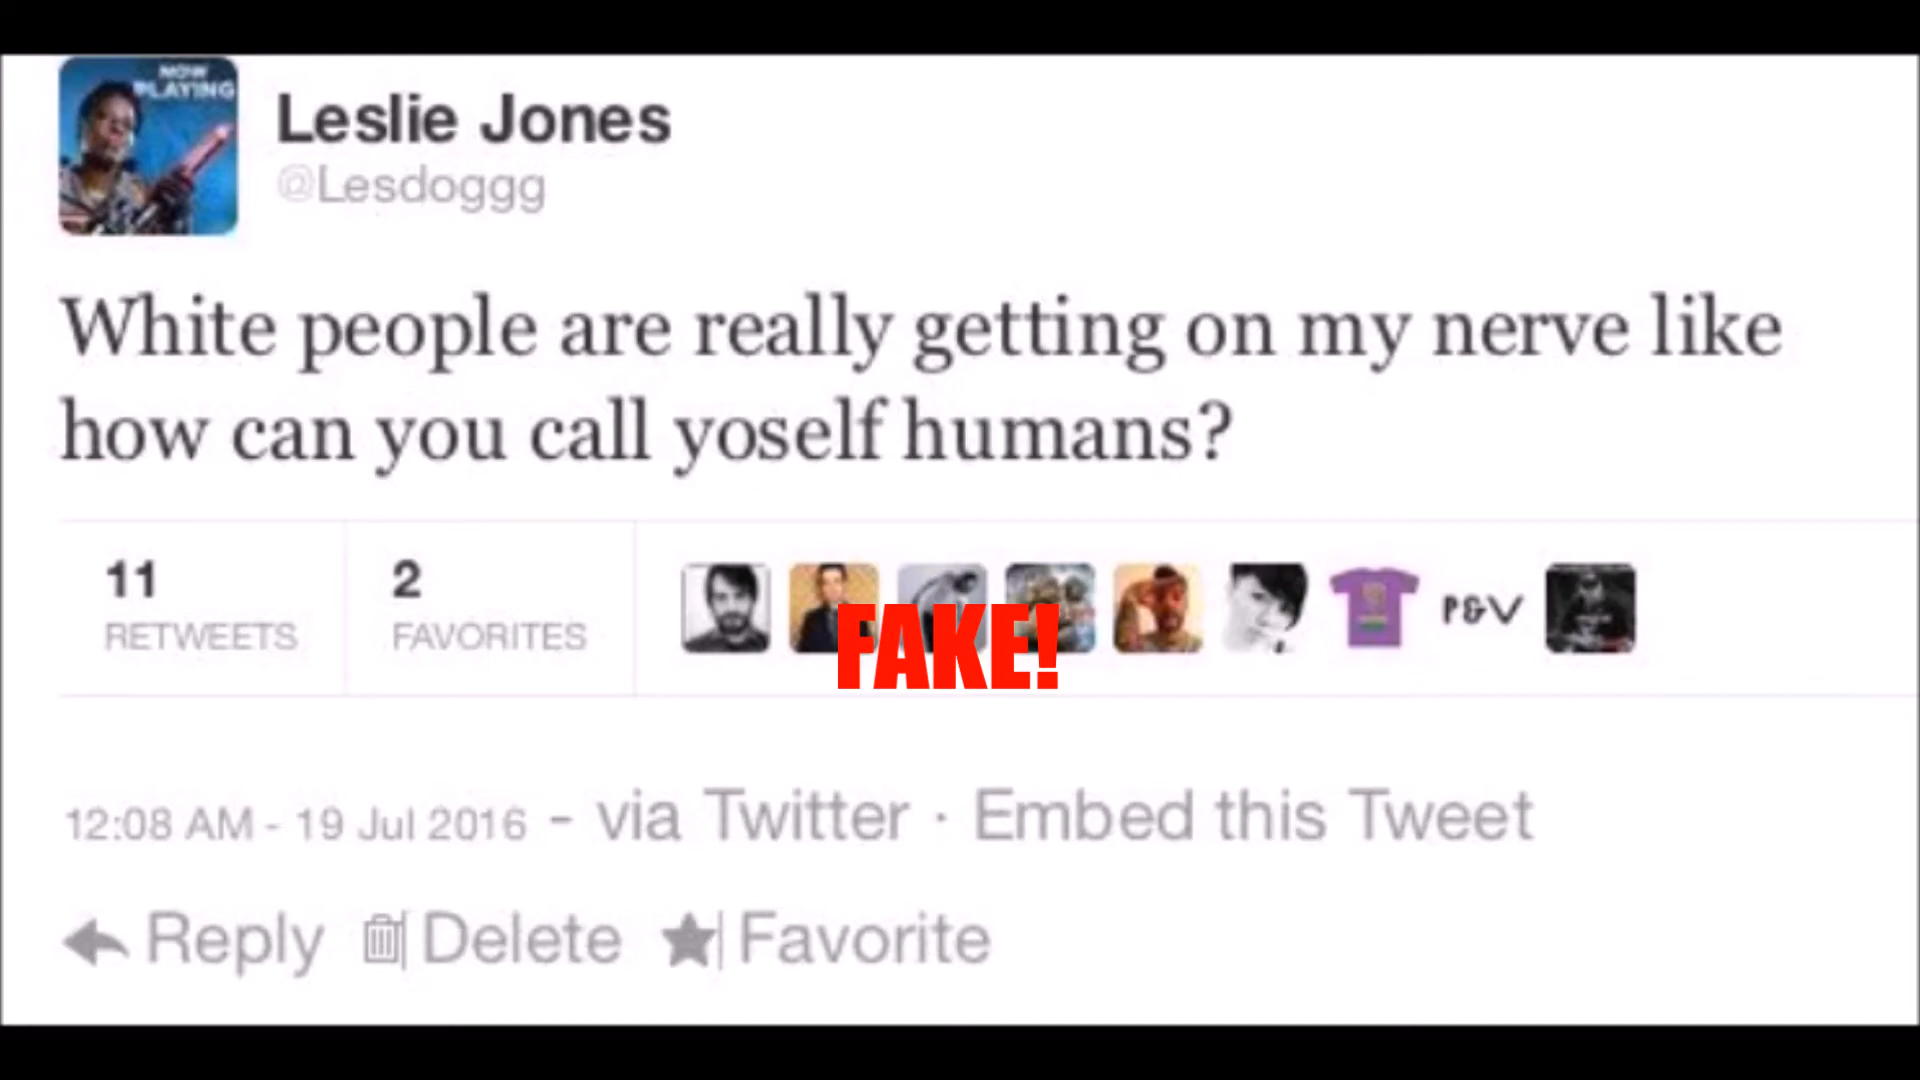 NOW
PLAYING
Leslie Jones
@Lesdoggg
White people are really getting on my nerve like
how can you call yoself humans?
11
RETWEETS
2
FAVORITES
P&V
FAKE!
12:08 AM - 19 Jul 2016 - via Twitter · Embed this Tweet
Reply Delete Favorite